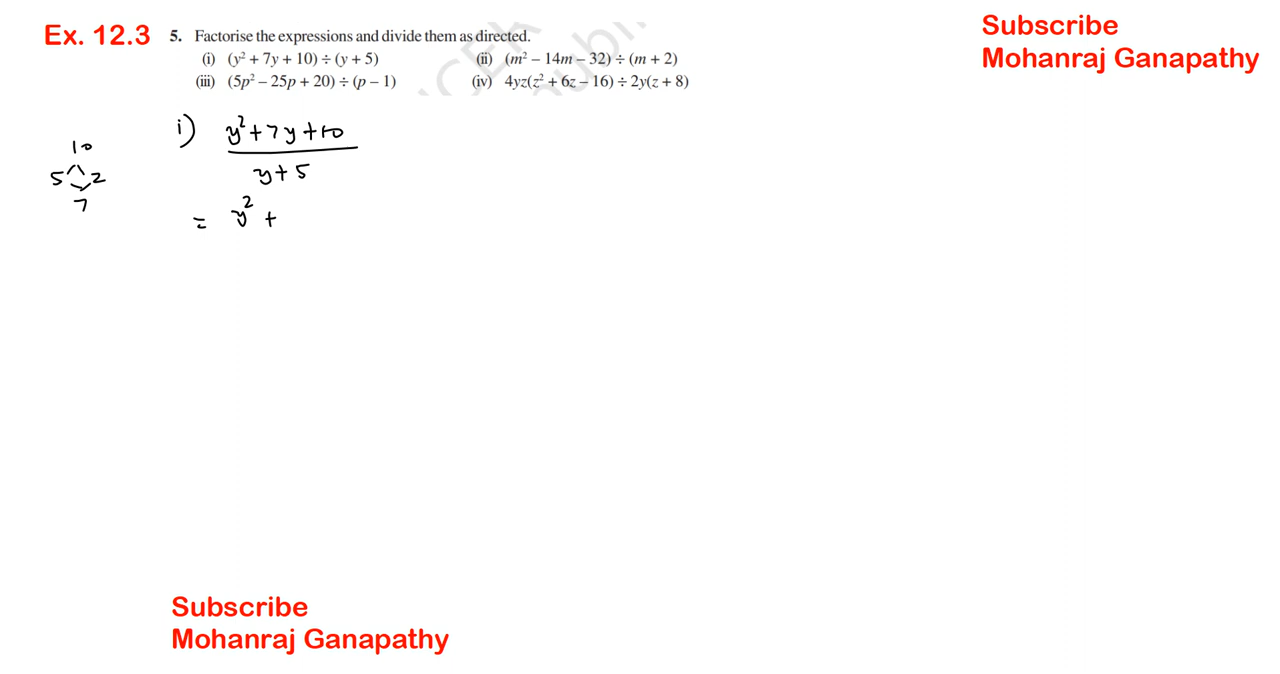 Ex. 12.3
5. Factorise the expressions and divide them as directed.
(i) (y² + 7y + 10) ÷ (y + 5) (ii) (m² – 14m – 32) ÷ (m + 2)
(iii) (5p² – 25p + 20) ÷ (p – 1) (iv) 4yz(z² + 6z – 16) ÷ 2y(z + 8)
Subscribe
Mohanraj Ganapathy
i) y² + 7y + 10
y + 5
= y² +
10
5 2
7
Subscribe
Mohanraj Ganapathy